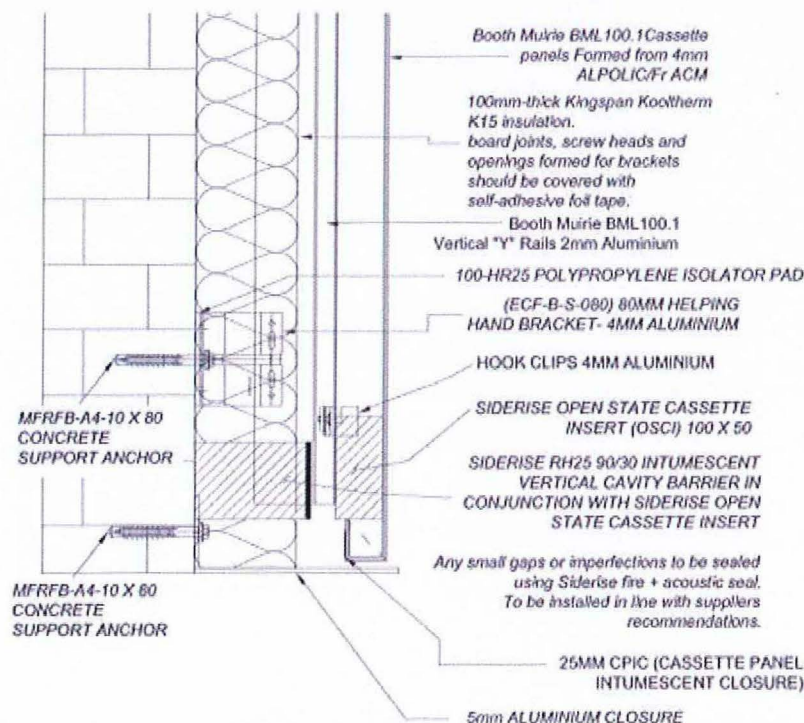 Booth Muirie BML100.1Cassette
panels Formed from 4mm
ALPOLIC/Fr ACM
100mm-thick Kingspan Kooltherm
K15 insulation.
board joints, screw heads and
openings formed for brackets
should be covered with
self-adhesive foil tape.
Booth Muirie BML100.1
Vertical "Y" Rails 2mm Aluminium
100-HR25 POLYPROPYLENE ISOLATOR PAD
(ECF-B-S-080) 80MM HELPING
HAND BRACKET- 4MM ALUMINIUM
HOOK CLIPS 4MM ALUMINIUM
MFRFB-A4-10 X 80
CONCRETE
SUPPORT ANCHOR
SIDERISE OPEN STATE CASSETTE
INSERT (OSCI) 100 X 50
SIDERISE RH25 90/30 INTUMESCENT
VERTICAL CAVITY BARRIER IN
CONJUNCTION WITH SIDERISE OPEN
STATE CASSETTE INSERT
Any small gaps or imperfections to be sealed
using Siderise fire + acoustic seal.
To be installed in line with suppliers
recommendations.
MFRFB-A4-10 X 60
CONCRETE
SUPPORT ANCHOR
25MM CPIC (CASSETTE PANEL
INTUMESCENT CLOSURE)
5mm ALUMINIUM CLOSURE